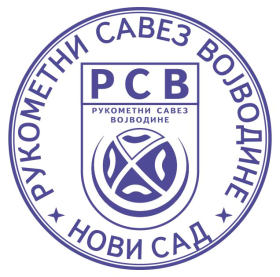 РУКОМЕТНИ САВЕЗ ВОЈВОДИНЕ
РСВ
РУКОМЕТНИ САВЕЗ
ВОЈВОДИНЕ
НОВИ САД